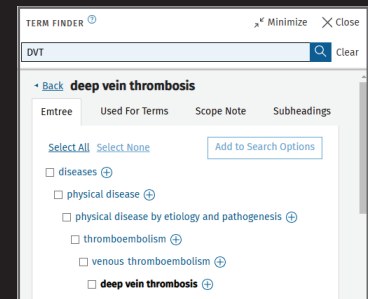 TERM FINDER ? Minimize Close
DVT Clear
Back deep vein thrombosis
Emtree Used For Terms Scope Note Subheadings
Select All Select None Add to Search Options
diseases
physical disease
physical disease by etiology and pathogenesis
thromboembolism
venous thromboembolism
deep vein thrombosis